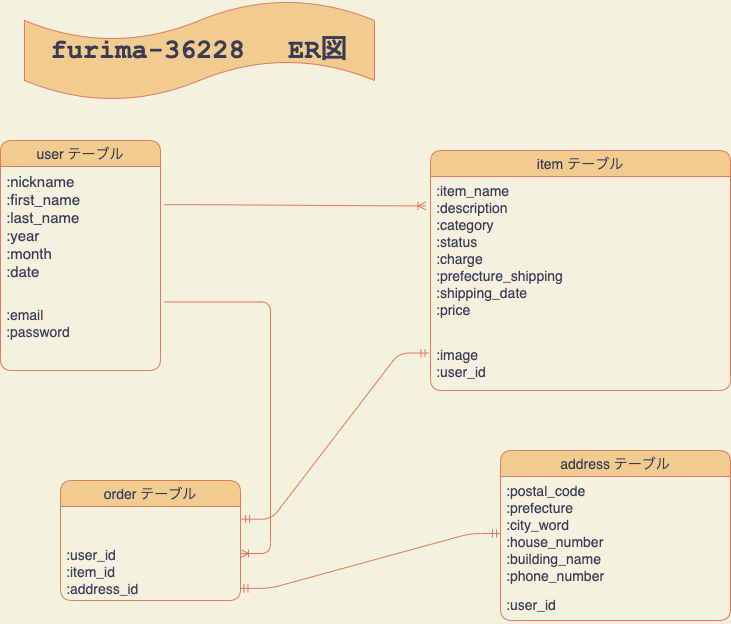 furima-36228 ER図
user テーブル
:nickname
:first_name
:last_name
:year
:month
:date
:email
:password
item テーブル
:item_name
:description
:category
:status
:charge
:prefecture_shipping
:shipping_date
:price
:image
:user_id
order テーブル
:user_id
:item_id
:address_id
address テーブル
:postal_code
:prefecture
:city_word
:house_number
:building_name
:phone_number
:user_id